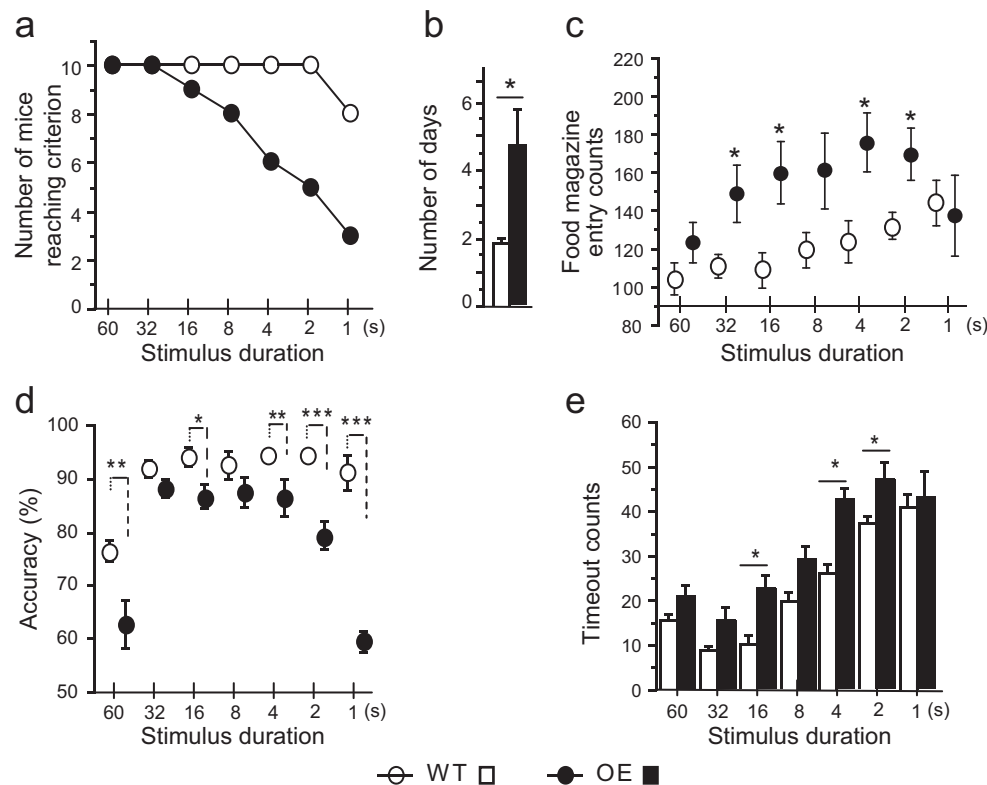 a
Number of mice
reaching criterion
10
8
6
4
2
0
60 32 16 8 4 2 1 (s)
Stimulus duration
b
Number of days
6
4
2
0
*
c
Food magazine
entry counts
220
200
180
160
140
120
100
80
* * * *
60 32 16 8 4 2 1 (s)
Stimulus duration
d
Accuracy (%)
100
90
80
70
60
50
** * ** *** ***
60 32 16 8 4 2 1 (s)
Stimulus duration
e
Timeout counts
60
50
40
30
20
10
0
* * *
60 32 16 8 4 2 1 (s)
Stimulus duration
WT OE